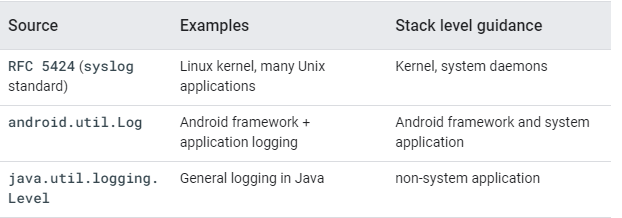 Source Examples Stack level guidance
RFC 5424 (syslog standard) Linux kernel, many Unix applications Kernel, system daemons
android.util.Log Android framework + application logging Android framework and system application
java.util.logging.Level General logging in Java non-system application